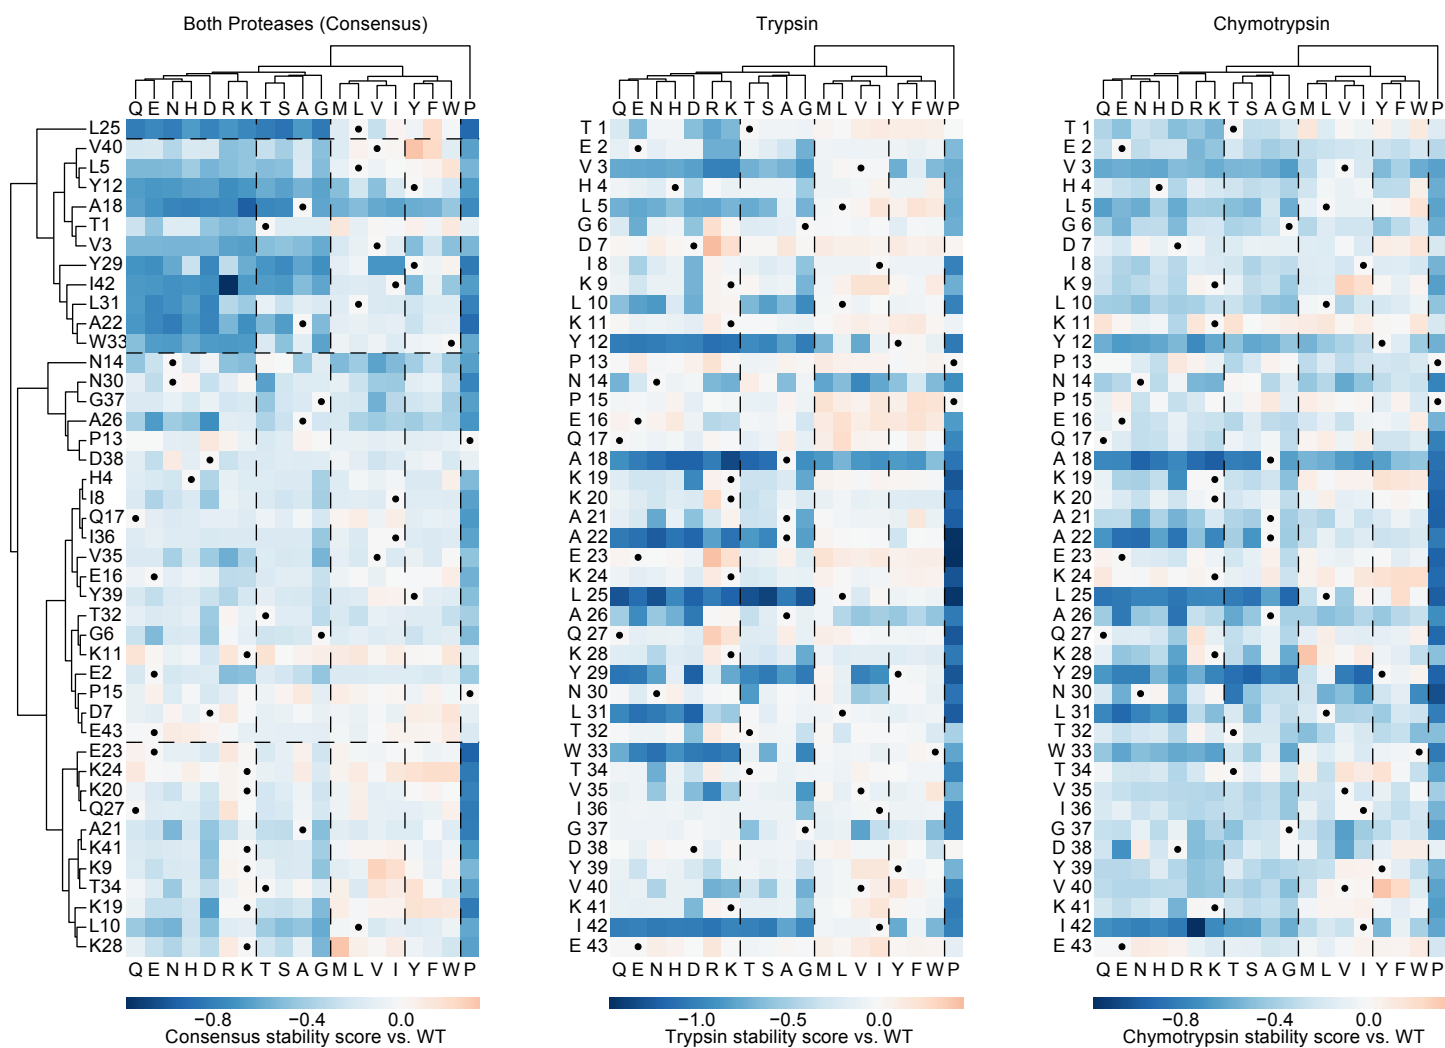 Both Proteases (Consensus)
Trypsin
Chymotrypsin
Q E N H D R K T S A G M L V I Y F W P
Q E N H D R K T S A G M L V I Y F W P
Q E N H D R K T S A G M L V I Y F W P
L25 T 1 T 1
V40 E 2 E 2
L5 V 3 V 3
Y12 H 4 H 4
A18 L 5 L 5
T1 G 6 G 6
V3 D 7 D 7
Y29 I 8 I 8
I42 K 9 K 9
L31 L 10 L 10
A22 K 11 K 11
W33 Y 12 Y 12
N14 P 13 P 13
N30 N 14 N 14
G37 P 15 P 15
A26 E 16 E 16
P13 Q 17 Q 17
D38 A 18 A 18
H4 K 19 K 19
I8 K 20 K 20
Q17 A 21 A 21
I36 A 22 A 22
V35 E 23 E 23
E16 K 24 K 24
Y39 L 25 L 25
T32 A 26 A 26
G6 Q 27 Q 27
K11 K 28 K 28
E2 Y 29 Y 29
P15 N 30 N 30
D7 L 31 L 31
E43 T 32 T 32
E23 W 33 W 33
K24 T 34 T 34
K20 V 35 V 35
Q27 I 36 I 36
A21 G 37 G 37
K41 D 38 D 38
K9 Y 39 Y 39
T34 V 40 V 40
K19 K 41 K 41
L10 I 42 I 42
K28 E 43 E 43
Q E N H D R K T S A G M L V I Y F W P
Q E N H D R K T S A G M L V I Y F W P
Q E N H D R K T S A G M L V I Y F W P
−0.8 −0.4 0.0
Consensus stability score vs. WT
−1.0 −0.5 0.0
Trypsin stability score vs. WT
−0.8 −0.4 0.0
Chymotrypsin stability score vs. WT